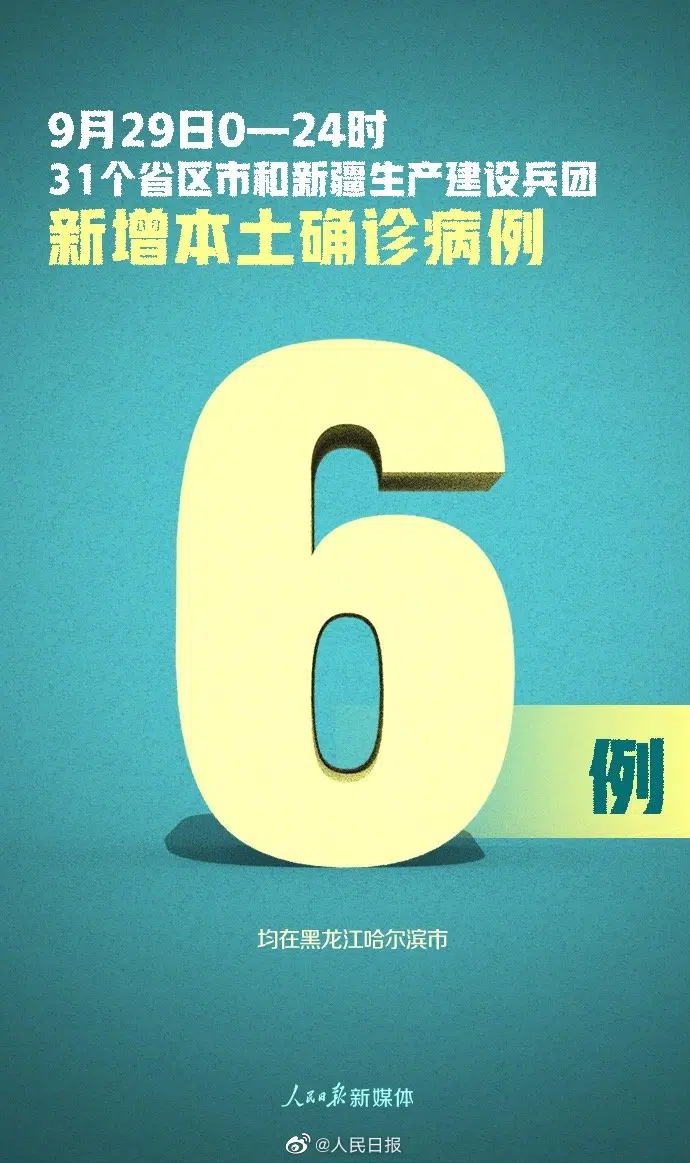 9月29日0—24时
31个省区市和新疆生产建设兵团
新增本土确诊病例
6
例
均在黑龙江哈尔滨市
人民日报新媒体
@人民日报